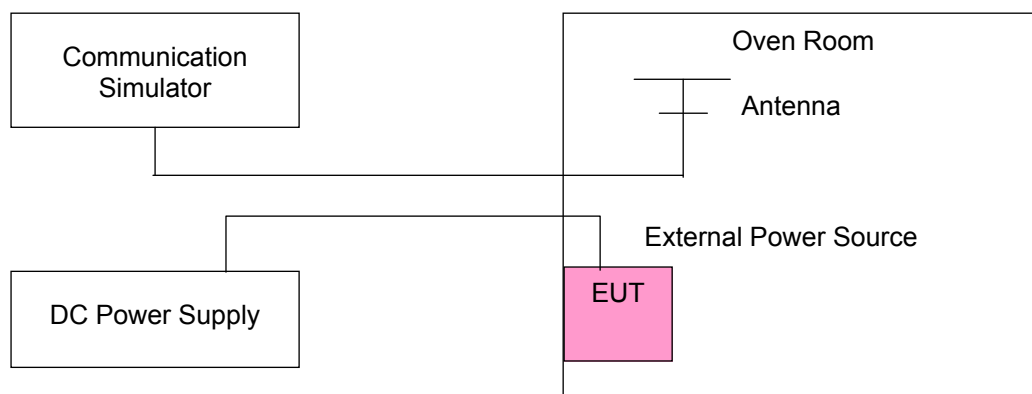 Communication
Simulator
Oven Room
Antenna
External Power Source
DC Power Supply
EUT